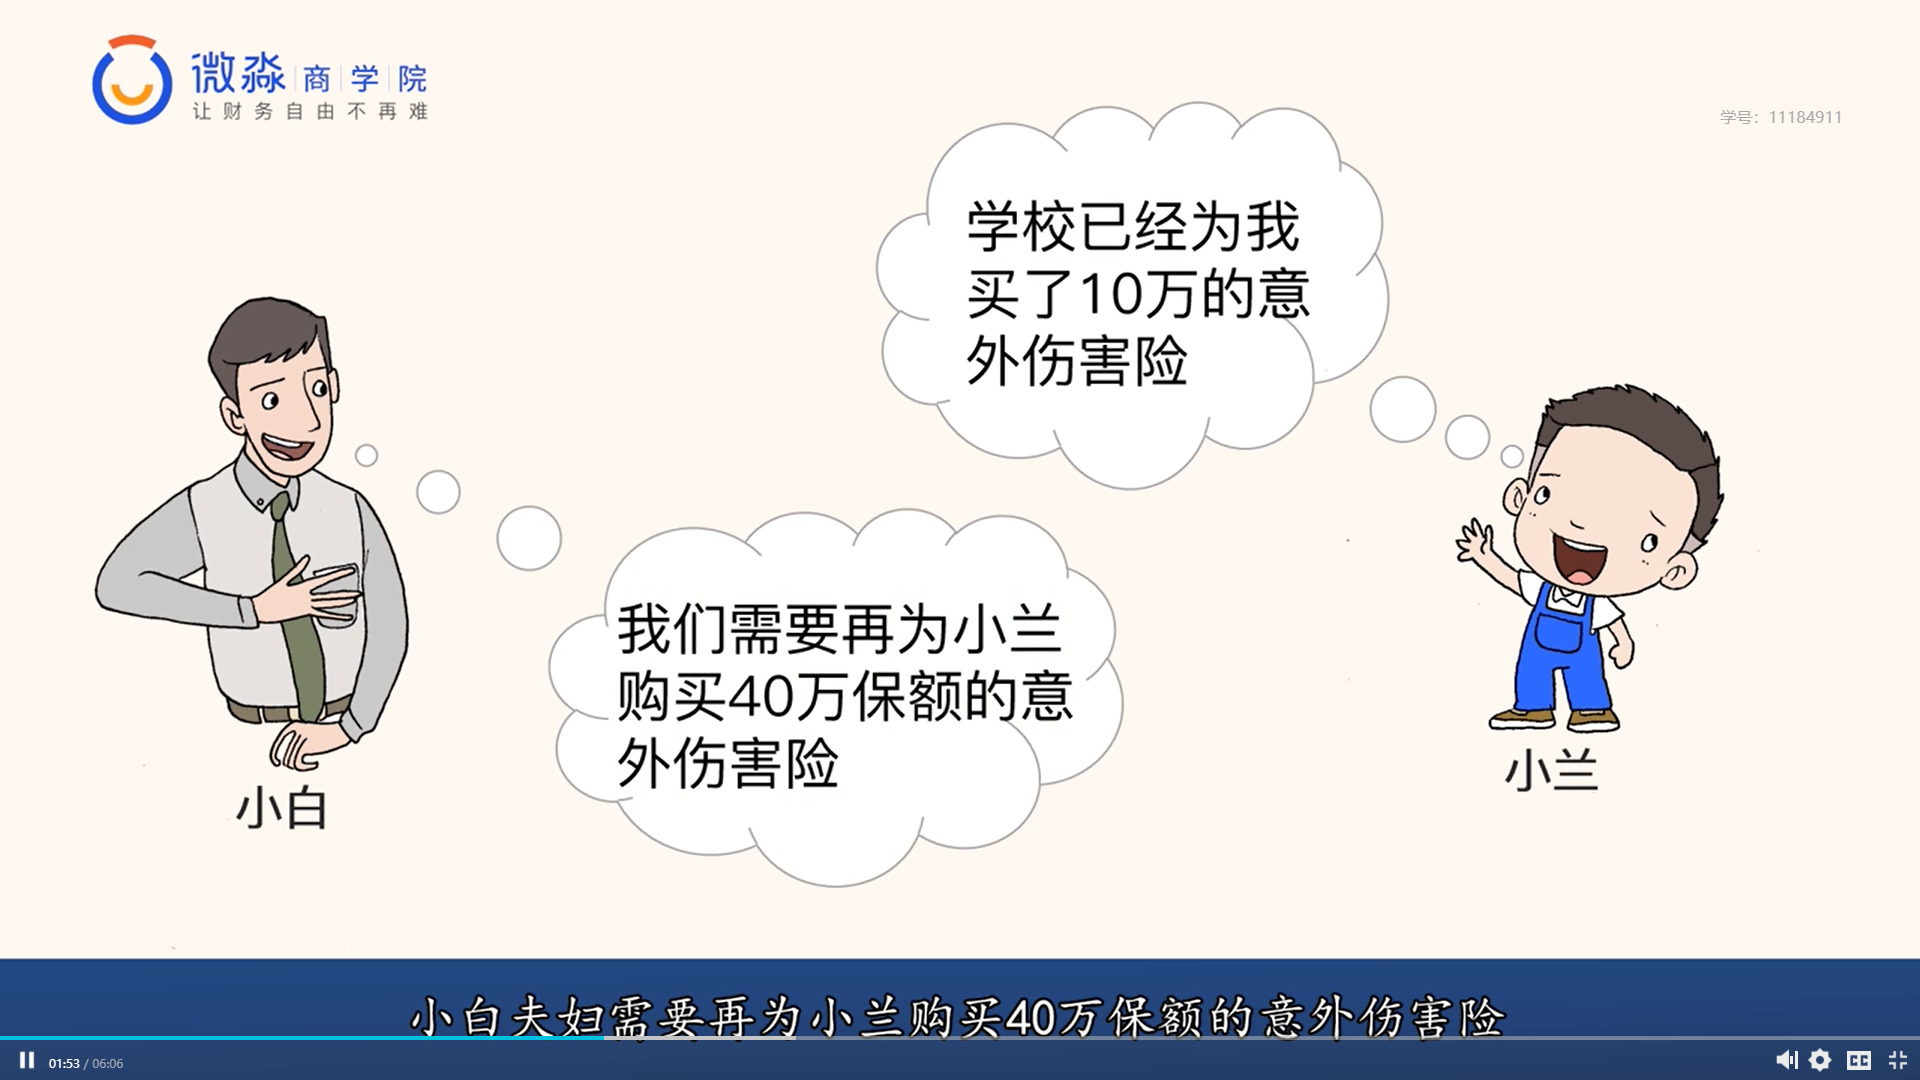 微淼商学院
让财务自由不再难
学号：11184911
学校已经为我
买了10万的意
外伤害险
我们需要再为小兰
购买40万保额的意
外伤害险
小白
小兰
小白夫妇需要再为小兰购买40万保额的意外伤害险
01:53 / 06:06
CC